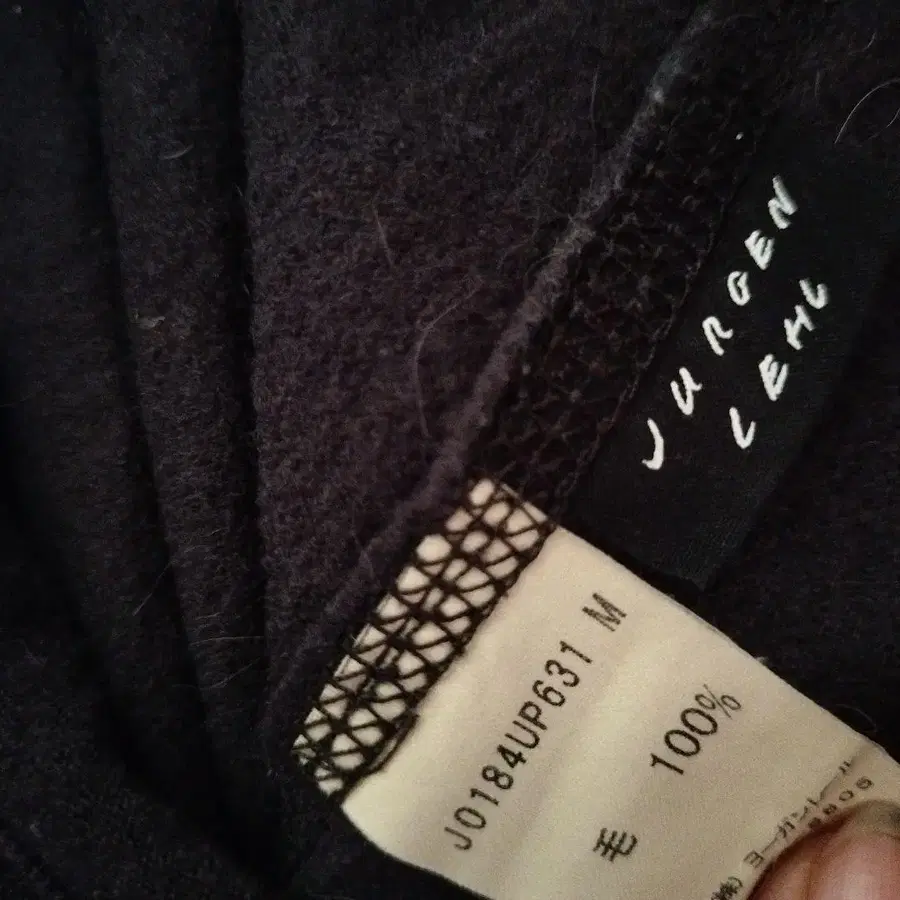 JURGEN
LEHL
J0184UP631 M
毛 100%